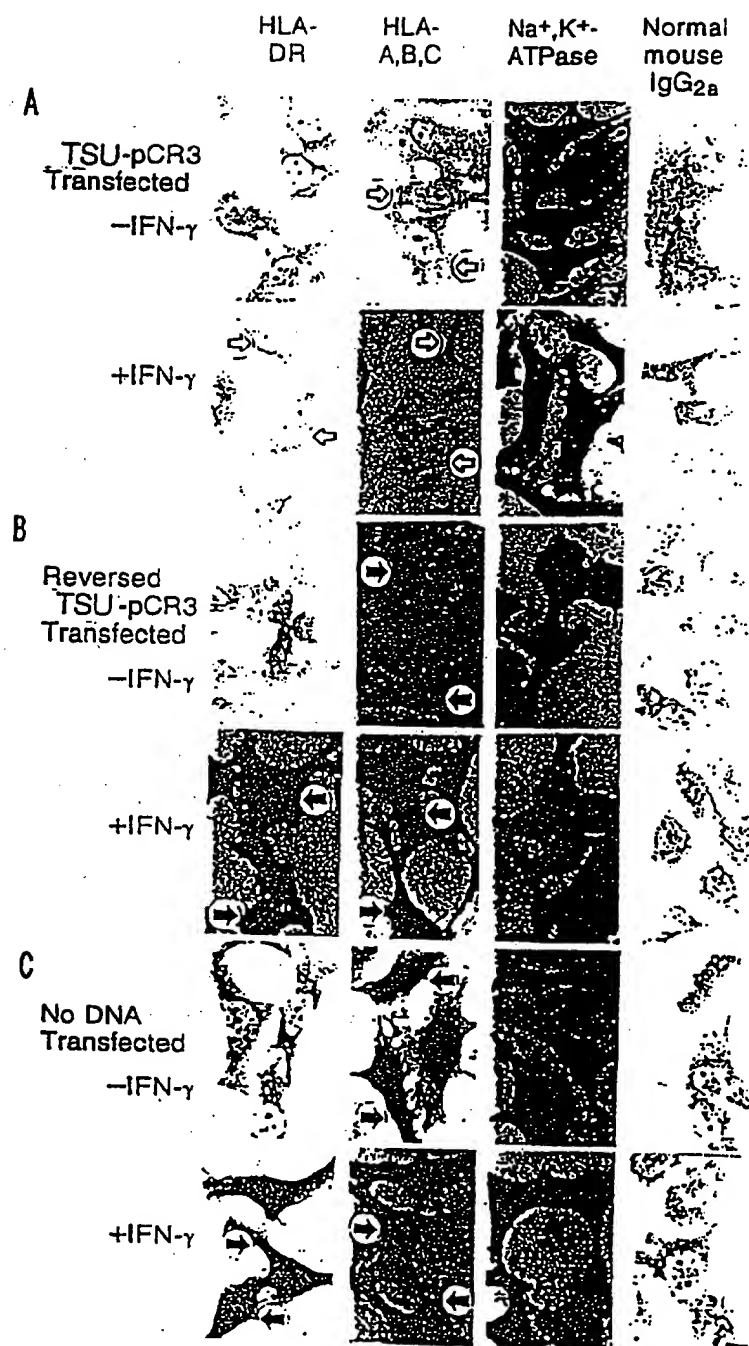 HLA-
DR
HLA-
A,B,C
Na+,K+-
ATPase
Normal
mouse
IgG2a
A
TSU-pCR3
Transfected
−IFN-γ
+IFN-γ
B
Reversed
TSU-pCR3
Transfected
−IFN-γ
+IFN-γ
C
No DNA
Transfected
−IFN-γ
+IFN-γ